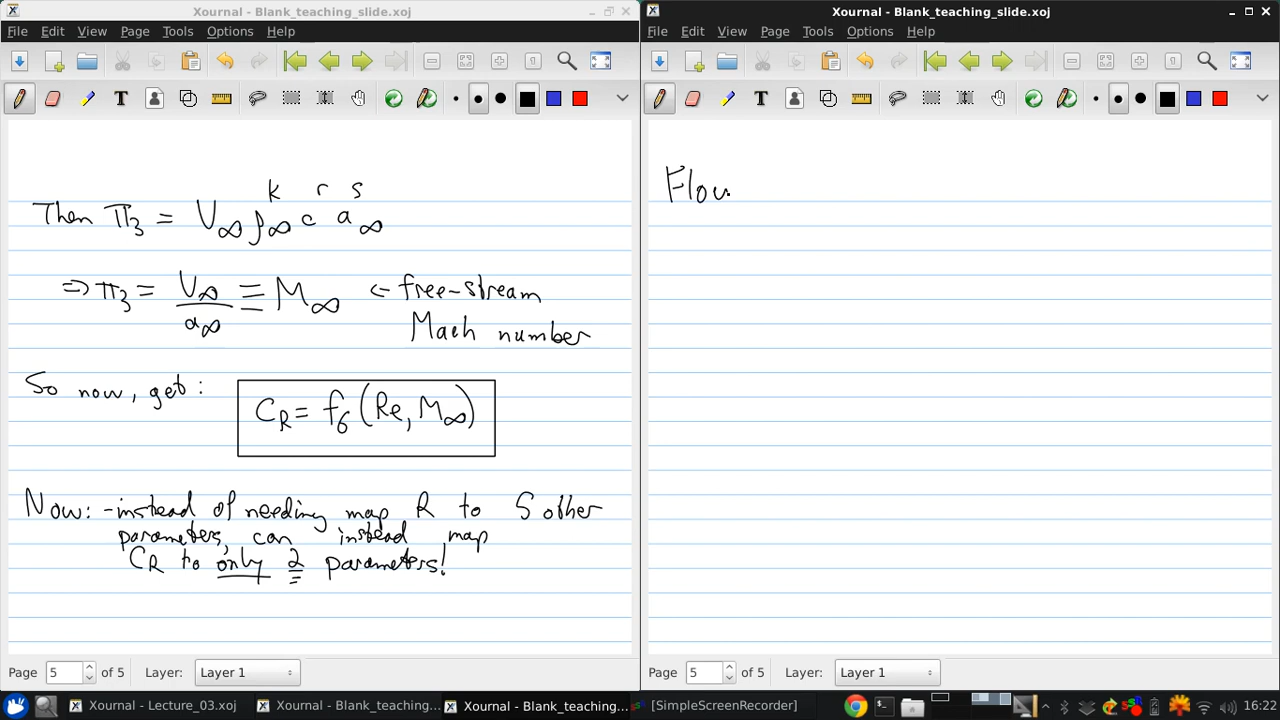 Xournal - Blank_teaching_slide.xoj
File Edit View Page Tools Options Help
Then π3 = V∞ ρ∞^k c^r a∞^s
⇒ π3 = V∞/a∞ ≡ M∞ ← free-stream
Mach number
So now, get: CR = f6(Re, M∞)
Now: - instead of needing map R to 5 other
parameters, can instead map
CR to only 2 parameters!
Page 5 of 5 Layer: Layer 1
Xournal - Blank_teaching_slide.xoj
File Edit View Page Tools Options Help
Flow
Page 5 of 5 Layer: Layer 1
Xournal - Lecture_03.xoj Xournal - Blank_teaching... Xournal - Blank_teaching... [SimpleScreenRecorder] 16:22